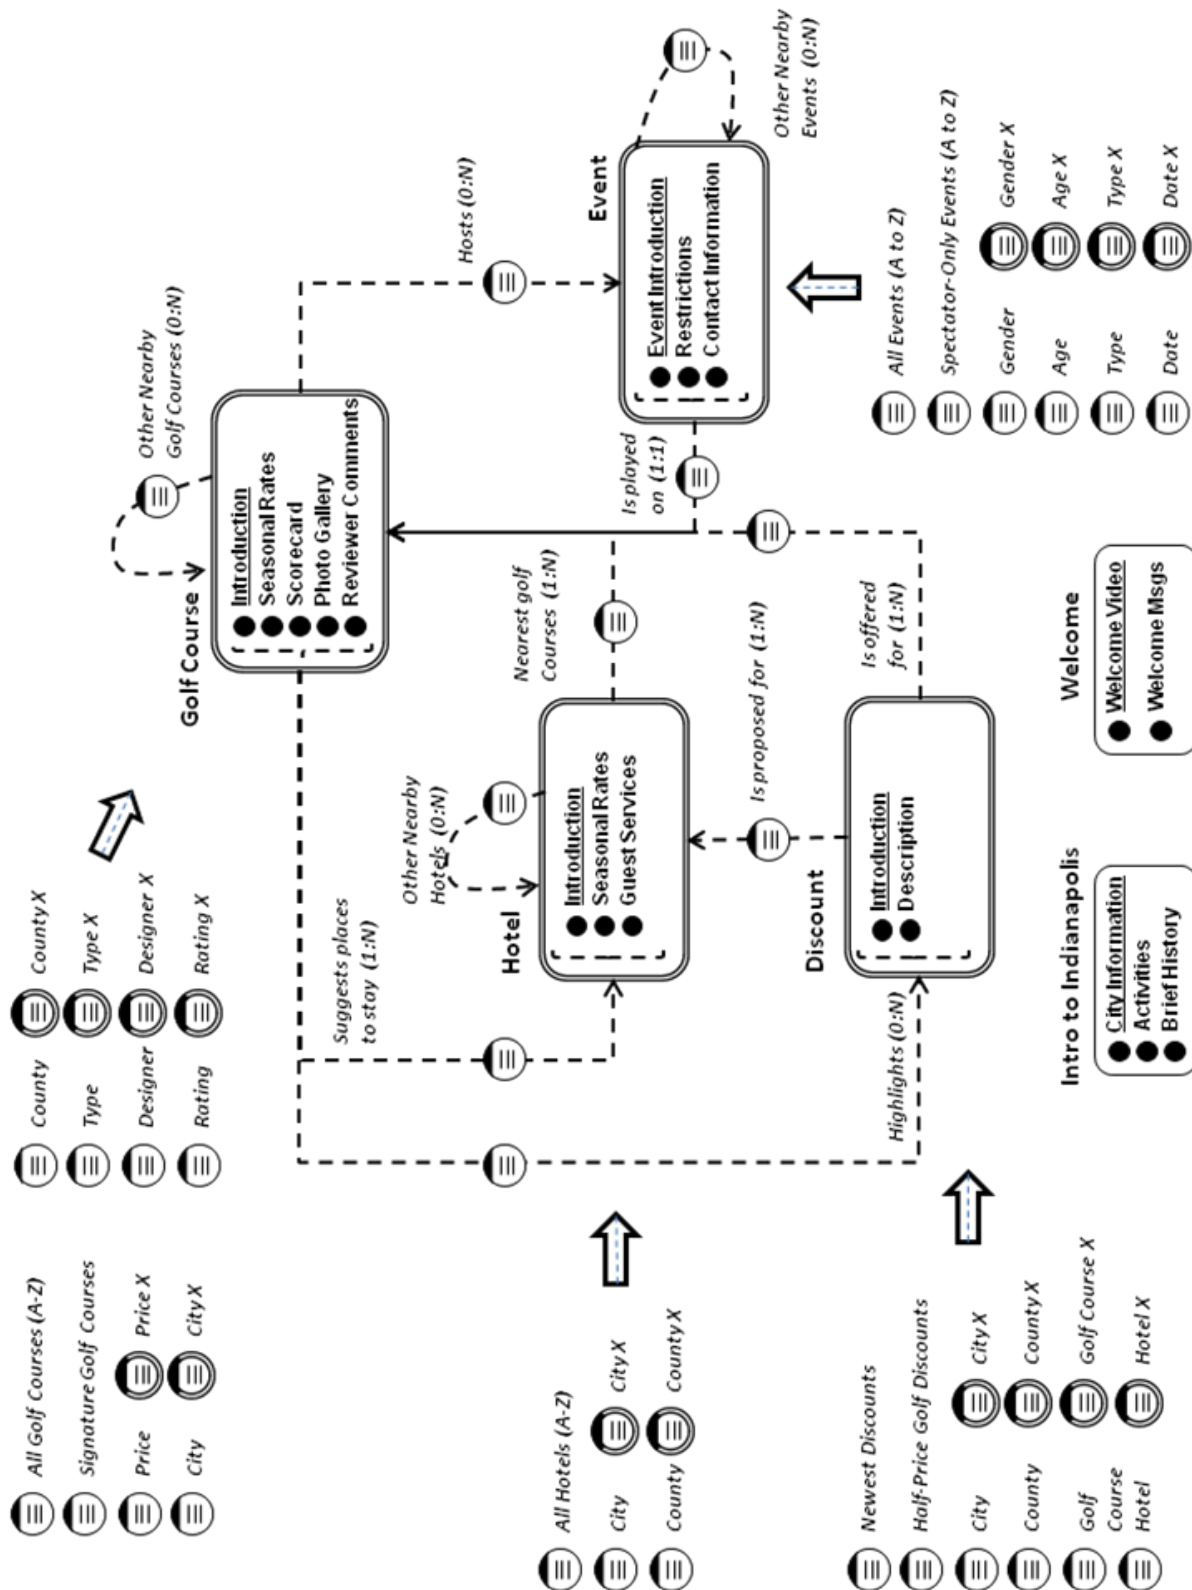 All Golf Courses (A-Z)
Signature Golf Courses
Price
Price X
City
City X
County
County X
Type
Type X
Designer
Designer X
Rating
Rating X
Golf Course
Introduction
Seasonal Rates
Scorecard
Photo Gallery
Reviewer Comments
Other Nearby
Golf Courses (0:N)
Hosts (0:N)
Suggests places
to stay (1:N)
Other Nearby
Hotels (0:N)
Nearest golf
Courses (1:N)
Is played
on (1:1)
Event
Event Introduction
Restrictions
Contact Information
Other Nearby
Events (0:N)
All Hotels (A-Z)
City
City X
County
County X
Hotel
Introduction
Seasonal Rates
Guest Services
Is proposed for (1:N)
Is offered
for (1:N)
Highlights (0:N)
Discount
Introduction
Description
Newest Discounts
Half-Price Golf Discounts
City
City X
County
County X
Golf
Course
Golf Course X
Hotel
Hotel X
Intro to Indianapolis
City Information
Activities
Brief History
Welcome
Welcome Video
Welcome Msgs
All Events (A to Z)
Spectator-Only Events (A to Z)
Gender
Gender X
Age
Age X
Type
Type X
Date
Date X